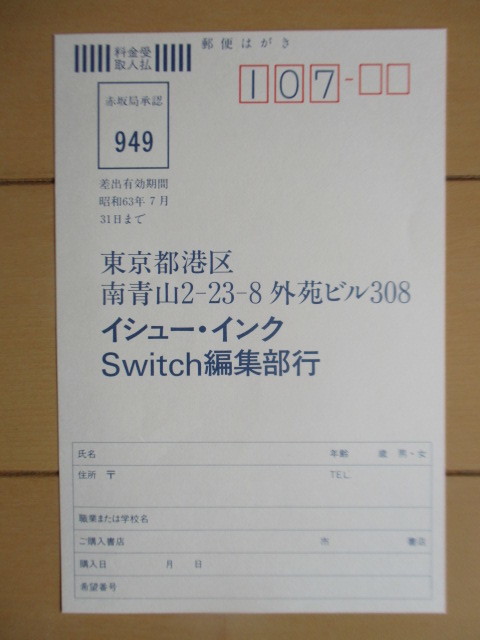 郵便はがき
料金受
取人払
107-
赤坂局承認
949
差出有効期間
昭和63年7月
31日まで
東京都港区
南青山2-23-8 外苑ビル308
イシュー・インク
Switch編集部行
氏名 年齢 歳 男・女
住所 〒 TEL.
職業または学校名
ご購入書店 市 書店
購入日 月 日
希望番号